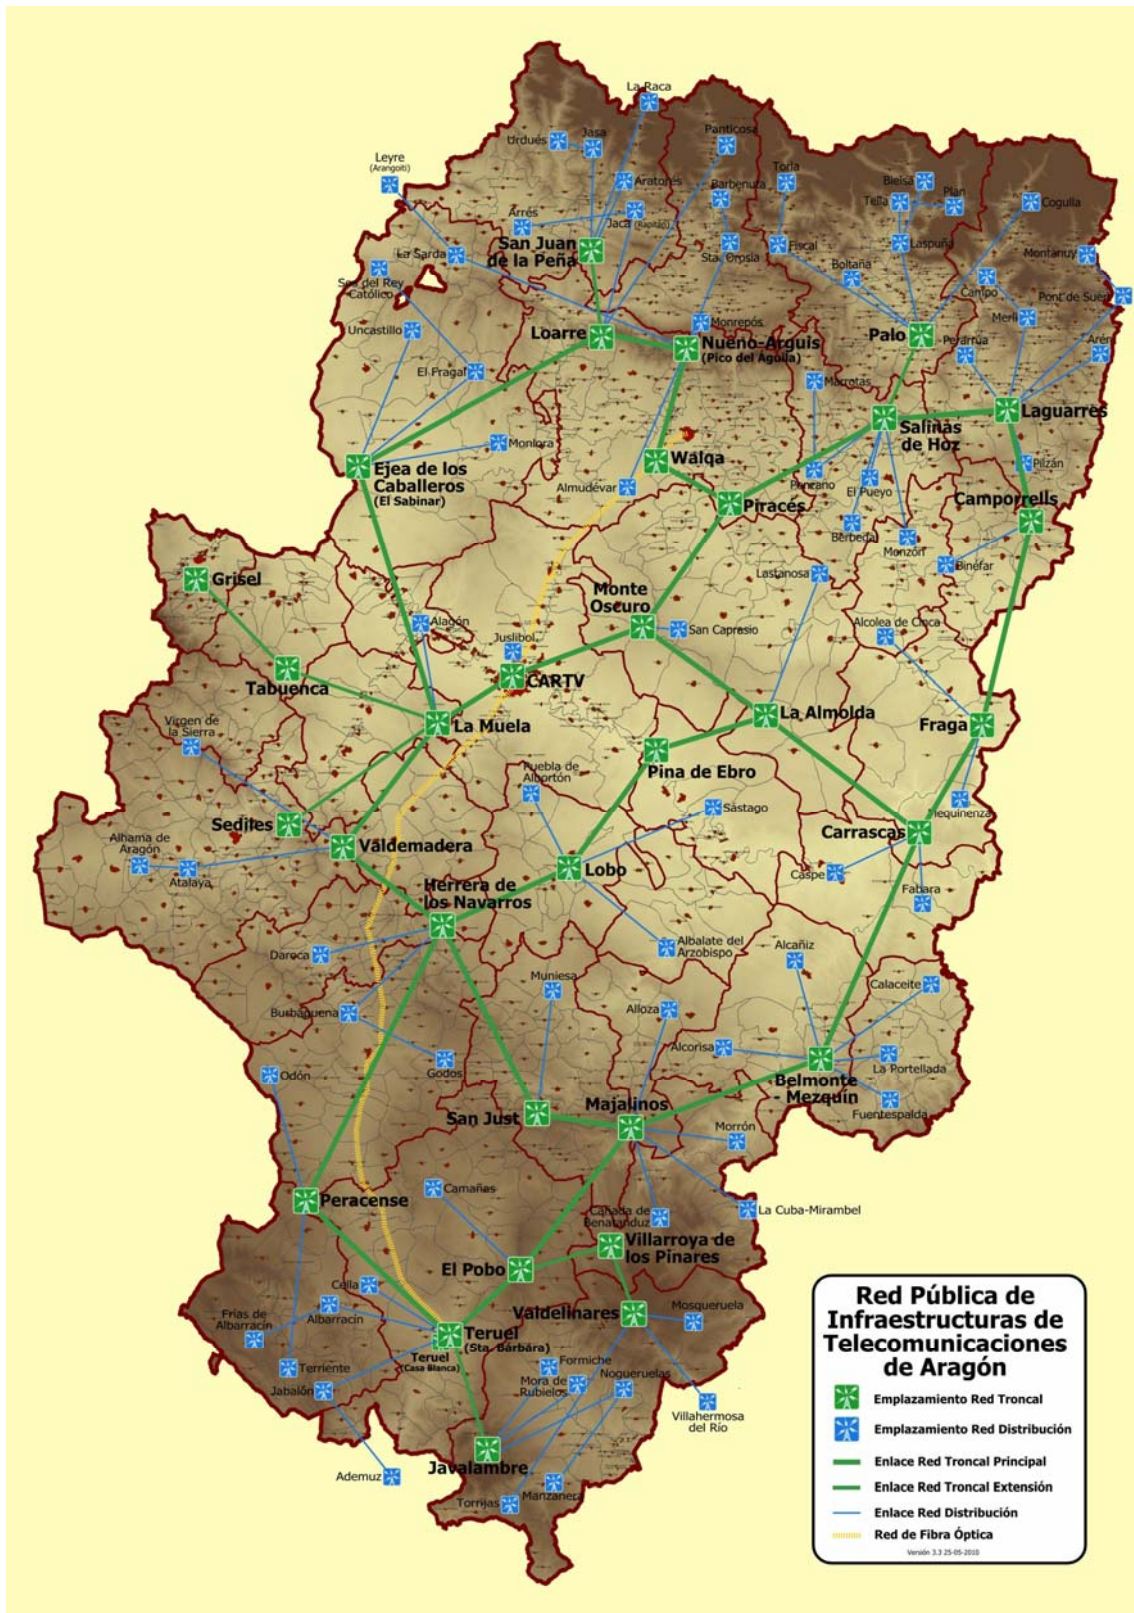 La Raca
Urdués
Jasa
Panticosa
Leyre
(Arangoiti)
Aratorés
Barbenuta
Torla
Bielsa
Tella
Plan
Cogulla
Arrés
Jaca (Rapitán)
San Juan
de la Peña
La Sarda
Sta. Orosia
Fiscal
Laspuña
Montanuy
Sos del Rey
Católico
Boltaña
Campo
Pont de Suert
Uncastillo
Loarre
Monrepós
Nueno-Arguis
(Pico del Águila)
Palo
Merli
Perarrúa
Arén
El Fragal
Marrotas
Salinas
de Hoz
Laguarres
Monlora
Ejea de los
Caballeros
(El Sabinar)
Walqa
Almudévar
Piracés
Ponzano
El Pueyo
Pilzán
Camporrells
Berbedal
Monzón
Binéfar
Grisel
Monte
Oscuro
Lastanosa
Alagón
Juslibol
San Caprasio
Alcolea de Cinca
Tabuenca
CARTV
La Muela
La Almolda
Fraga
Virgen de
la Sierra
Puebla de
Albortón
Pina de Ebro
Sástago
Mequinenza
Sediles
Valdemadera
Carrascas
Alhama de
Aragón
Atalaya
Lobo
Caspe
Fabara
Herrera de
los Navarros
Daroca
Albalate del
Arzobispo
Alcañiz
Muniesa
Calaceite
Burbáguena
Alloza
Godos
Alcorisa
La Portellada
Odón
Belmonte
- Mezquín
Fuentespalda
San Just
Majalinos
Morrón
Peracense
Camañas
Cañada de
Benatanduz
La Cuba-Mirambel
Villarroya de
los Pinares
El Pobo
Cella
Valdelinares
Mosqueruela
Frías de
Albarracín
Albarracín
Teruel
(Sta. Bárbara)
Teruel
(Casa Blanca)
Terriente
Formiche
Mora de
Rubielos
Nogueruelas
Jabalón
Villahermosa
del Río
Javalambre
Ademuz
Torrijas
Manzanera
Red Pública de
Infraestructuras de
Telecomunicaciones
de Aragón
Emplazamiento Red Troncal
Emplazamiento Red Distribución
Enlace Red Troncal Principal
Enlace Red Troncal Extensión
Enlace Red Distribución
Red de Fibra Óptica
Versión 3.3 25-05-2010